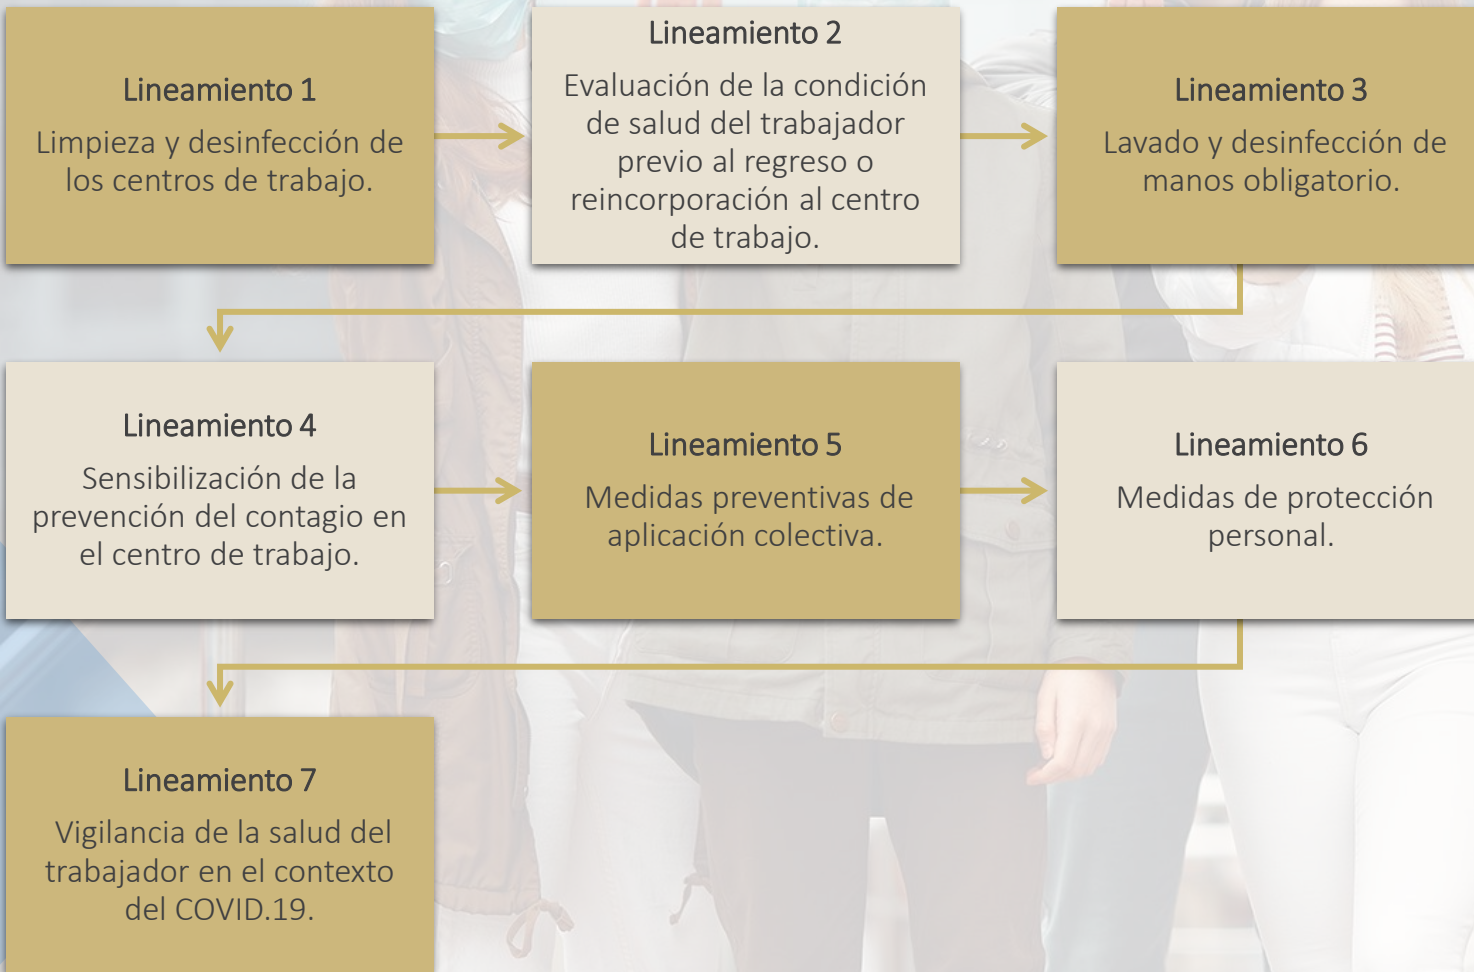 Lineamiento 1
Limpieza y desinfección de
los centros de trabajo.
Lineamiento 2
Evaluación de la condición
de salud del trabajador
previo al regreso o
reincorporación al centro
de trabajo.
Lineamiento 3
Lavado y desinfección de
manos obligatorio.
Lineamiento 4
Sensibilización de la
prevención del contagio en
el centro de trabajo.
Lineamiento 5
Medidas preventivas de
aplicación colectiva.
Lineamiento 6
Medidas de protección
personal.
Lineamiento 7
Vigilancia de la salud del
trabajador en el contexto
del COVID.19.